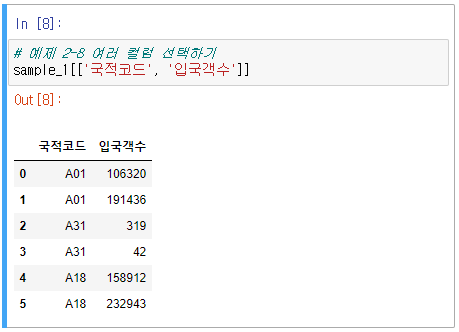 In [8]:
# 예제 2-8 여러 컬럼 선택하기
sample_1[['국적코드', '입국객수']]
Out[8]:
국적코드 입국객수
0 A01 106320
1 A01 191436
2 A31 319
3 A31 42
4 A18 158912
5 A18 232943